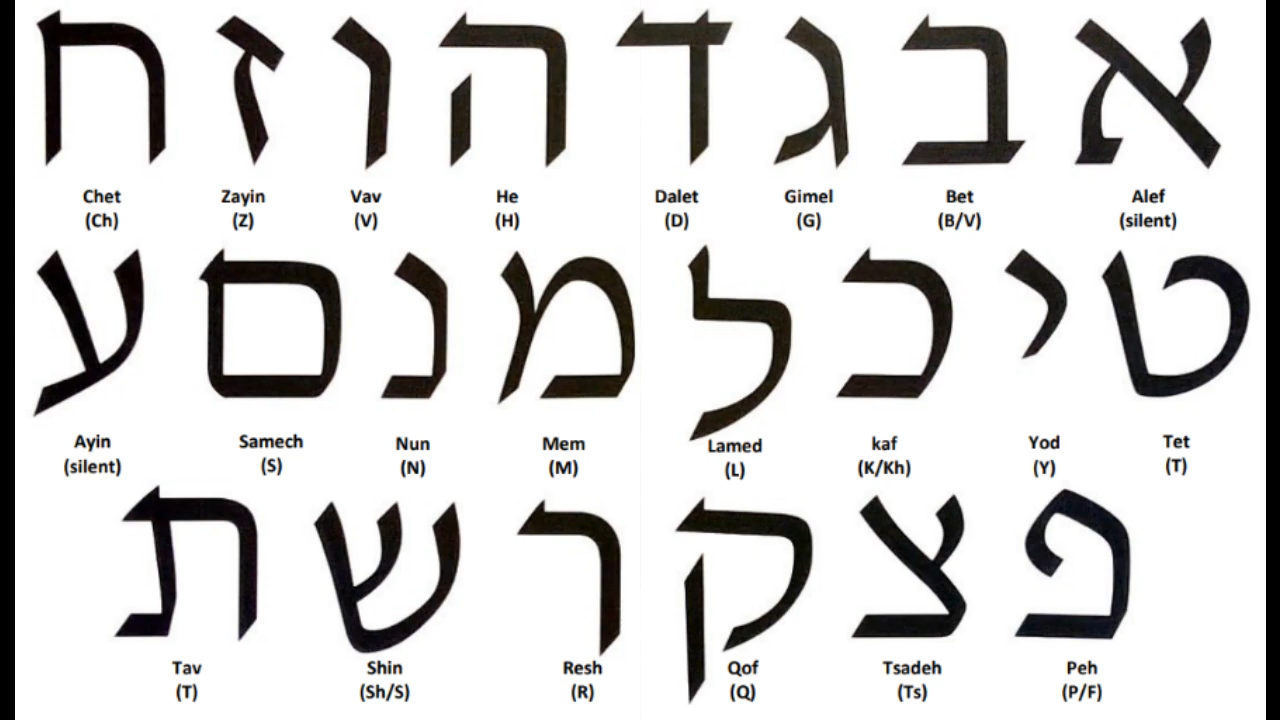 א ב ג ד ה ו ז ח
Chet Zayin Vav He Dalet Gimel Bet Alef
(Ch) (Z) (V) (H) (D) (G) (B/V) (silent)
ט י כ ל מ נ ס ע
Ayin Samech Nun Mem Lamed kaf Yod Tet
(silent) (S) (N) (M) (L) (K/Kh) (Y) (T)
פ צ ק ר ש ת
Tav Shin Resh Qof Tsadeh Peh
(T) (Sh/S) (R) (Q) (Ts) (P/F)